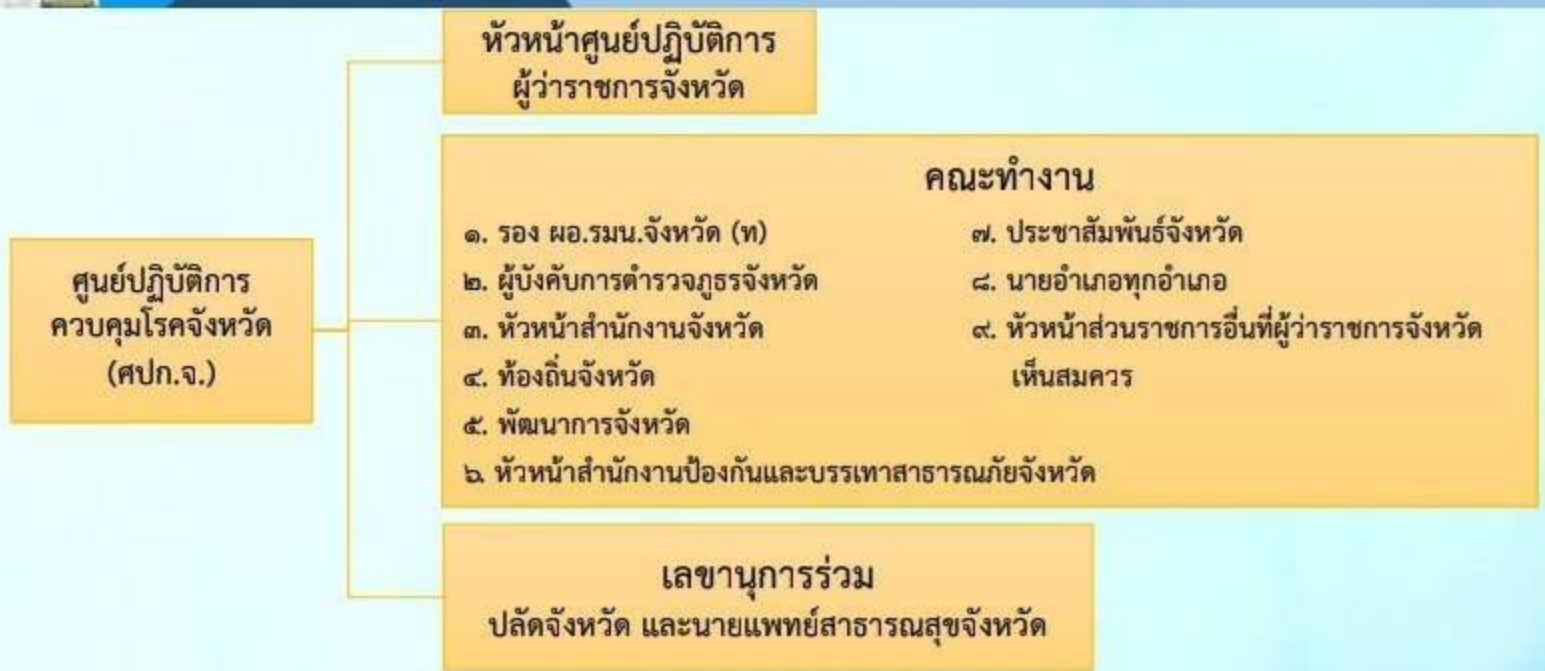 หัวหน้าศูนย์ปฏิบัติการ
ผู้ว่าราชการจังหวัด
คณะทำงาน
๑. รอง ผอ.รมน.จังหวัด (ท)
๒. ผู้บังคับการตำรวจภูธรจังหวัด
๓. หัวหน้าสำนักงานจังหวัด
๔. ท้องถิ่นจังหวัด
๕. พัฒนาการจังหวัด
๖. หัวหน้าสำนักงานป้องกันและบรรเทาสาธารณภัยจังหวัด
๗. ประชาสัมพันธ์จังหวัด
๘. นายอำเภอทุกอำเภอ
๙. หัวหน้าส่วนราชการอื่นที่ผู้ว่าราชการจังหวัด
เห็นสมควร
ศูนย์ปฏิบัติการ
ควบคุมโรคจังหวัด
(ศปก.จ.)
เลขานุการร่วม
ปลัดจังหวัด และนายแพทย์สาธารณสุขจังหวัด